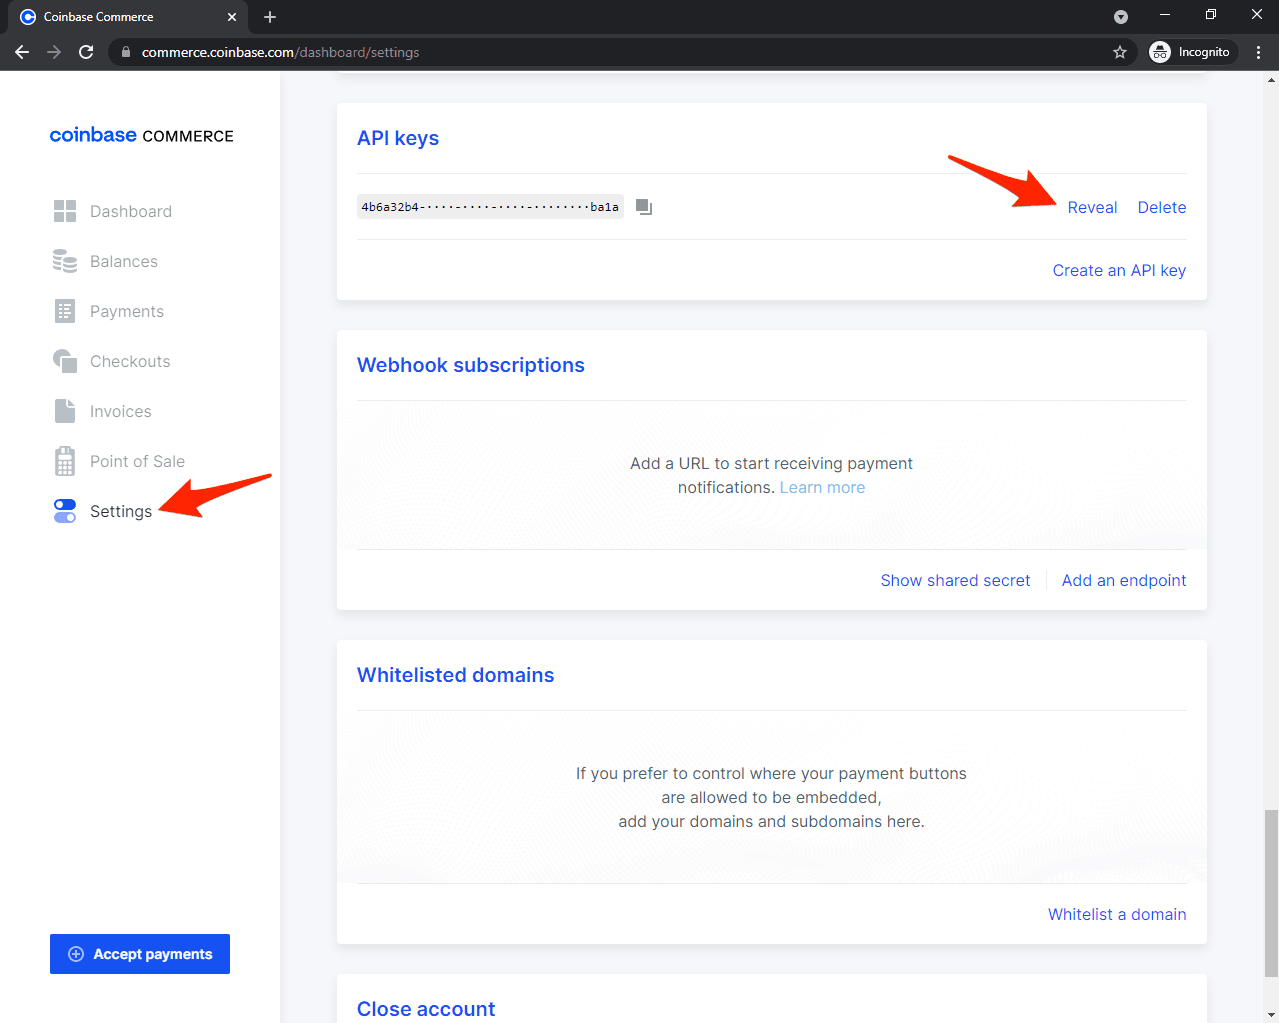 Coinbase Commerce
commerce.coinbase.com/dashboard/settings
Incognito
coinbase COMMERCE
Dashboard
Balances
Payments
Checkouts
Invoices
Point of Sale
Settings
Accept payments
API keys
4b6a32b4-····-····-····-········ba1a
Reveal Delete
Create an API key
Webhook subscriptions
Add a URL to start receiving payment
notifications. Learn more
Show shared secret Add an endpoint
Whitelisted domains
If you prefer to control where your payment buttons
are allowed to be embedded,
add your domains and subdomains here.
Whitelist a domain
Close account